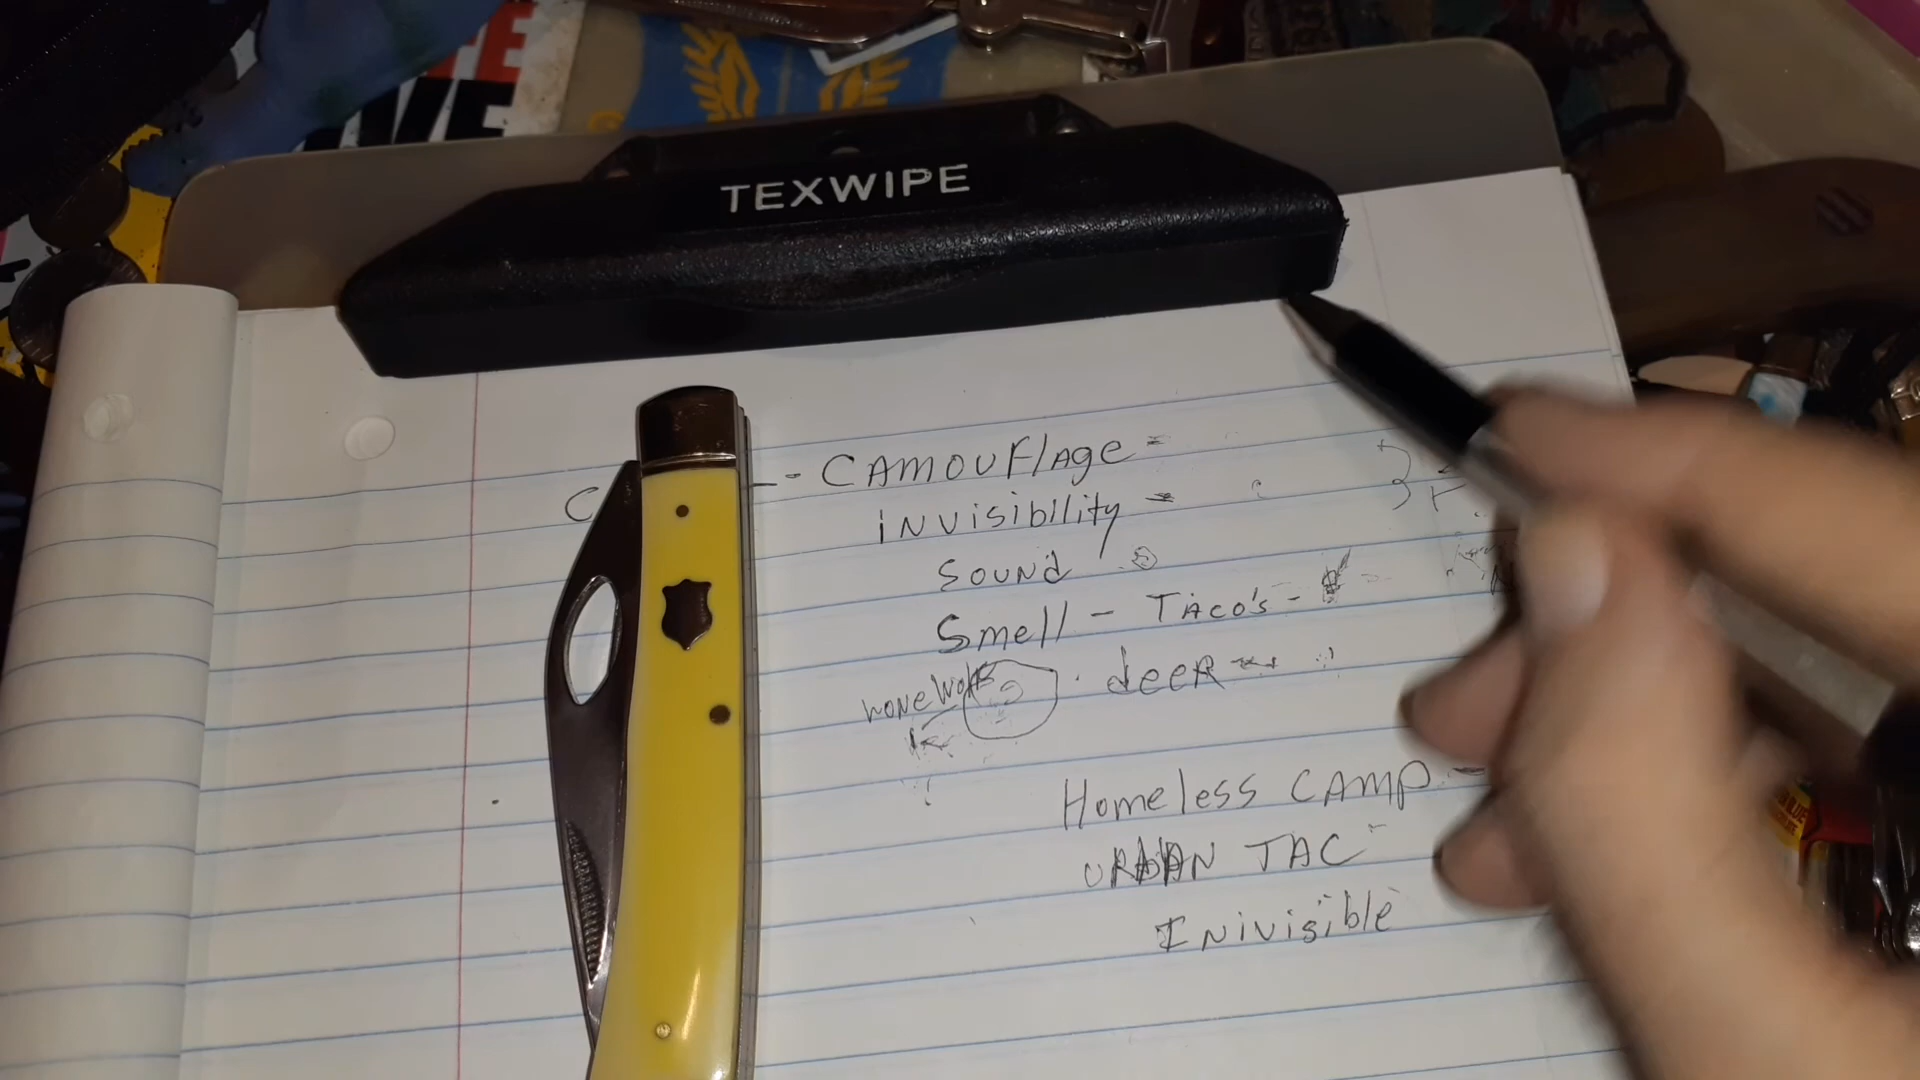 TEXWIPE
C - CAMOUFlAge =
iNVisibility =
SOUNd
Smell - TACO'S -
deeR
Homeless CAMP -
URBAN TAC -
INivisible